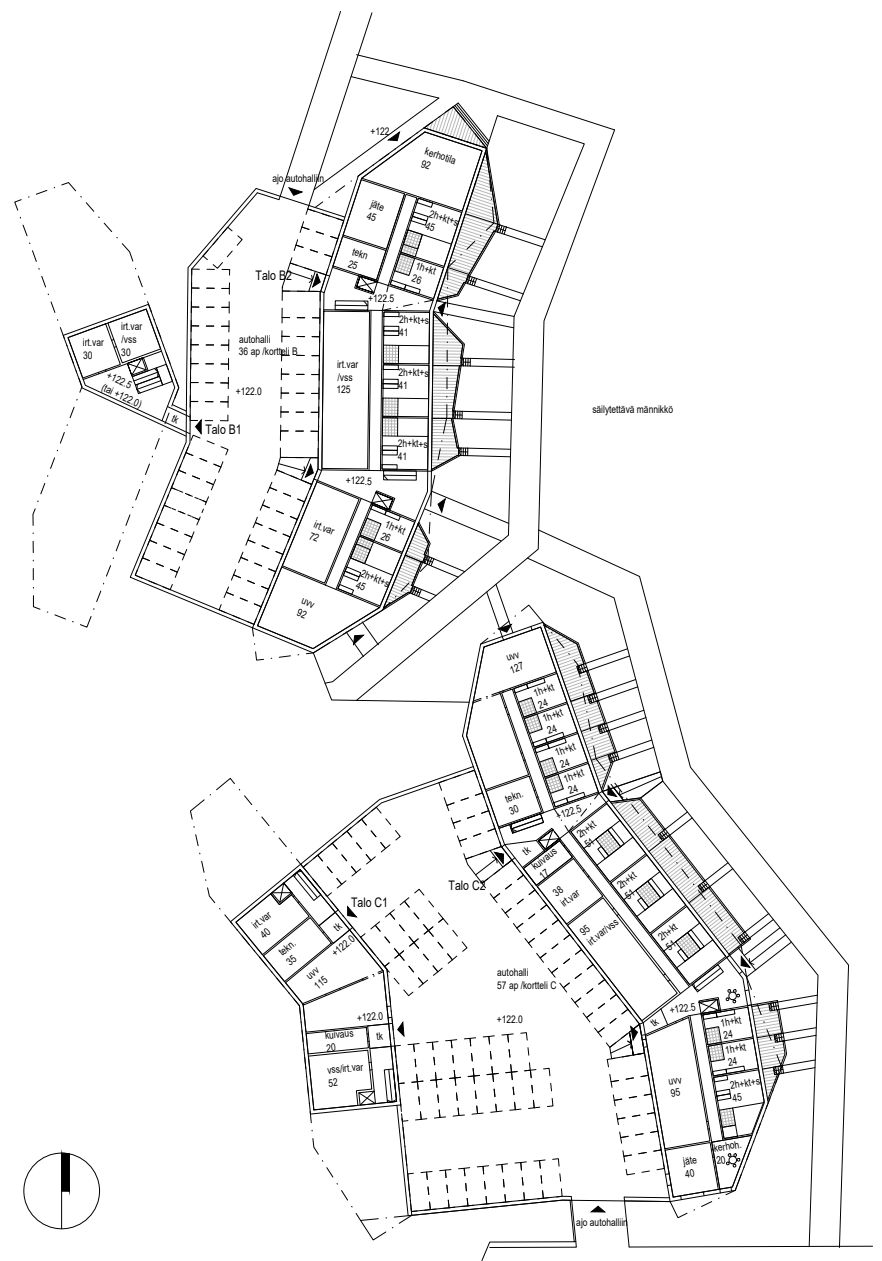 +122
kerhotila
92
ajo autohalliin
jäte
45
2h+kt+s
45
tekn
25
1h+kt
26
Talo B2
+122.5
irt.var
30
irt.var
/vss
30
+122.5
(tai +122.0)
tk
Talo B1
autohalli
36 ap /kortteli B
+122.0
irt.var
/vss
125
2h+kt+s
41
2h+kt+s
41
2h+kt+s
41
säilytettävä männikkö
+122.5
irt.var
72
1h+kt
26
2h+kt+s
45
uvv
92
uvv
127
1h+kt
24
1h+kt
24
1h+kt
24
1h+kt
24
tekn.
30
+122.5
tk
kuivaus
17
38
irt.var
95
irt.var/vss
2h+kt
51
2h+kt
51
2h+kt
51
Talo C2
Talo C1
irt.var
40
tekn.
35
tk
+122.0
uvv
115
+122.0
kuivaus
20
tk
vss/irt.var
52
autohalli
57 ap /kortteli C
+122.0
+122.5
tk
1h+kt
24
1h+kt
24
2h+kt+s
45
uvv
95
kerhoh.
20
jäte
40
ajo autohalliin